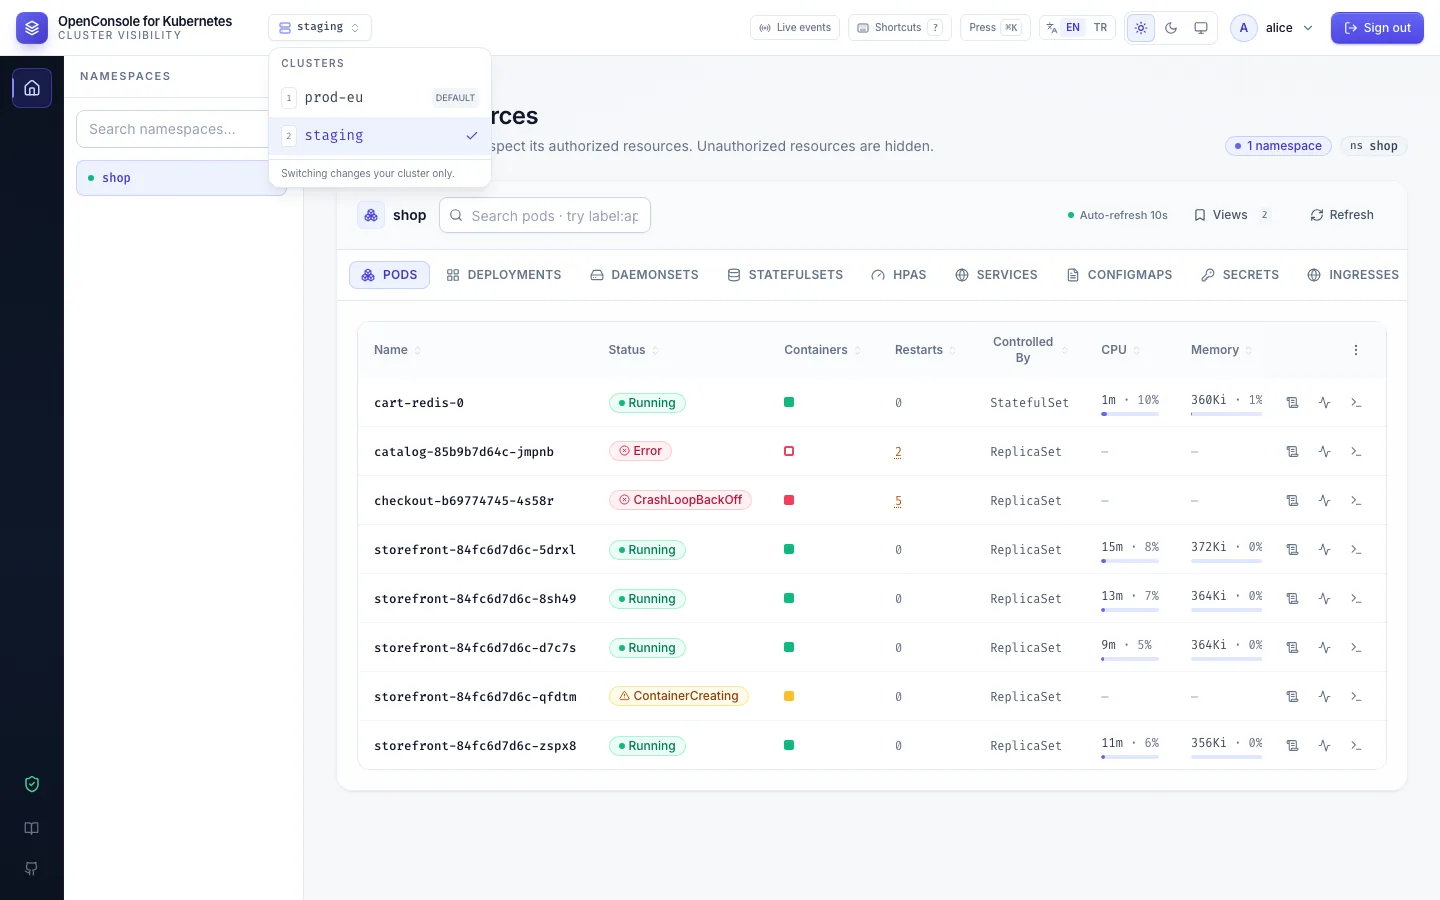 OpenConsole for Kubernetes
CLUSTER VISIBILITY
staging
Live events
Shortcuts ?
Press ⌘K
EN TR
A alice
Sign out
NAMESPACES
Search namespaces...
shop
CLUSTERS
1 prod-eu DEFAULT
2 staging
Switching changes your cluster only.
rces
spect its authorized resources. Unauthorized resources are hidden.
1 namespace
ns shop
shop
Search pods · try label:ap
Auto-refresh 10s
Views 2
Refresh
PODS DEPLOYMENTS DAEMONSETS STATEFULSETS HPAS SERVICES CONFIGMAPS SECRETS INGRESSES
Name Status Containers Restarts Controlled By CPU Memory
cart-redis-0 Running 0 StatefulSet 1m · 10% 360Ki · 1%
catalog-85b9b7d64c-jmpnb Error 2 ReplicaSet — —
checkout-b69774745-4s58r CrashLoopBackOff 5 ReplicaSet — —
storefront-84fc6d7d6c-5drxl Running 0 ReplicaSet 15m · 8% 372Ki · 0%
storefront-84fc6d7d6c-8sh49 Running 0 ReplicaSet 13m · 7% 364Ki · 0%
storefront-84fc6d7d6c-d7c7s Running 0 ReplicaSet 9m · 5% 364Ki · 0%
storefront-84fc6d7d6c-qfdtm ContainerCreating 0 ReplicaSet — —
storefront-84fc6d7d6c-zspx8 Running 0 ReplicaSet 11m · 6% 356Ki · 0%